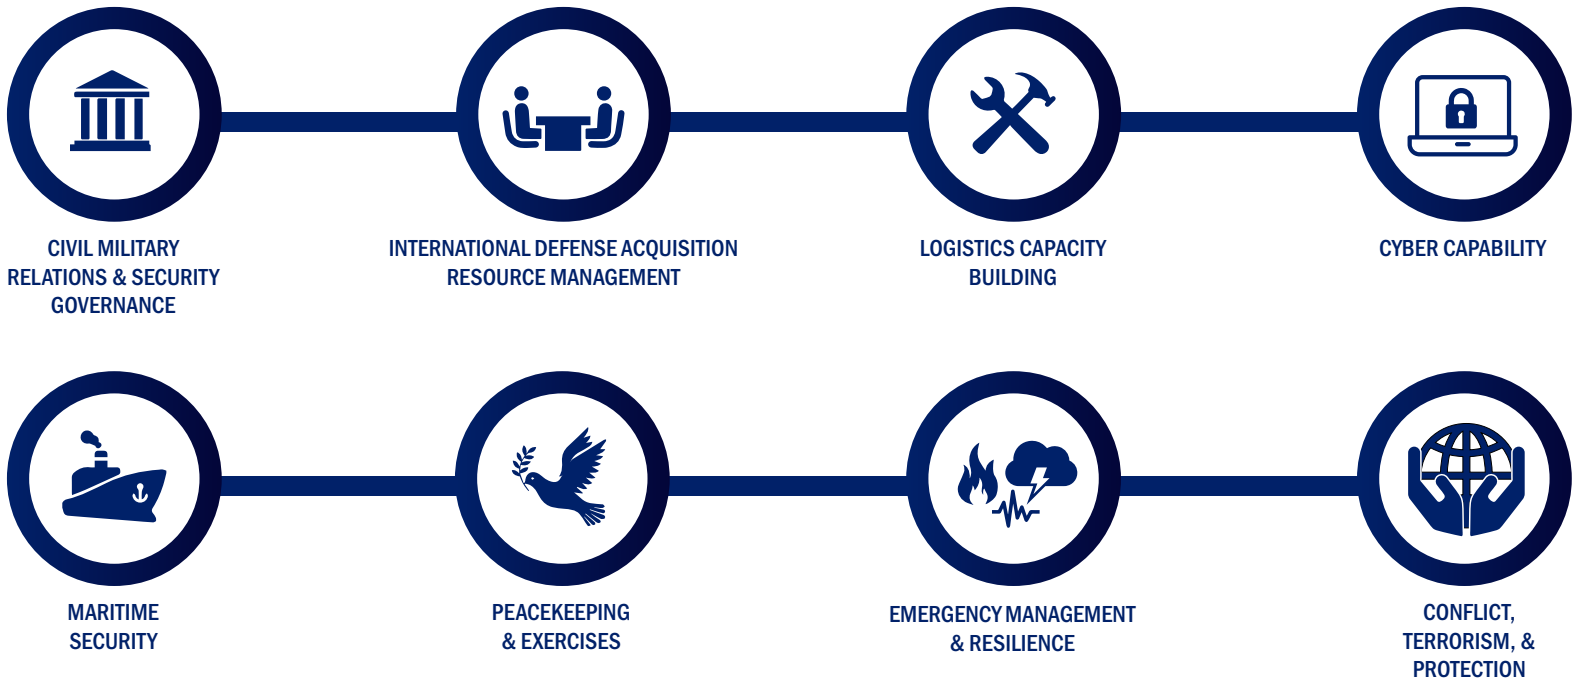 CIVIL MILITARY
RELATIONS & SECURITY
GOVERNANCE
INTERNATIONAL DEFENSE ACQUISITION
RESOURCE MANAGEMENT
LOGISTICS CAPACITY
BUILDING
CYBER CAPABILITY
MARITIME
SECURITY
PEACEKEEPING
& EXERCISES
EMERGENCY MANAGEMENT
& RESILIENCE
CONFLICT,
TERRORISM, &
PROTECTION